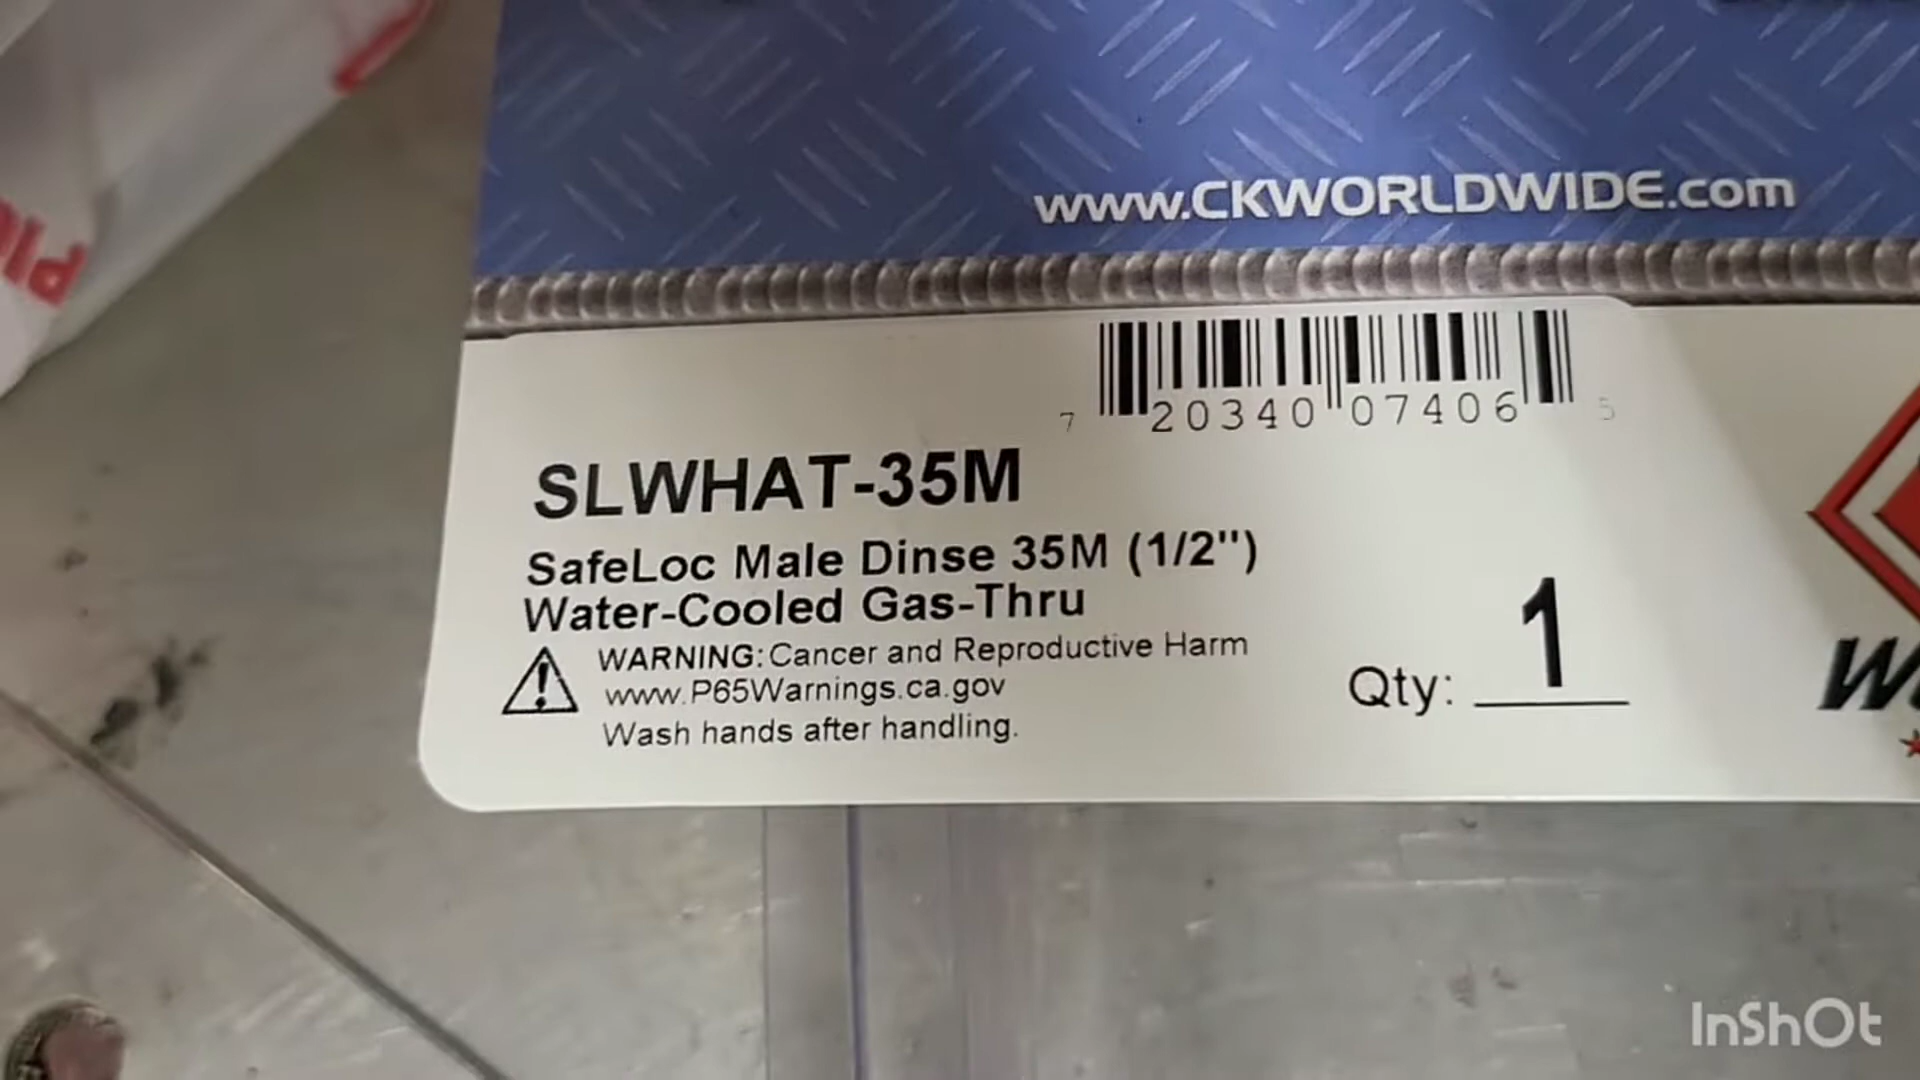 www.CKWORLDWIDE.com
7 20340 07406 5
SLWHAT-35M
SafeLoc Male Dinse 35M (1/2")
Water-Cooled Gas-Thru
WARNING: Cancer and Reproductive Harm
www.P65Warnings.ca.gov
Wash hands after handling.
Qty: 1
InShOt